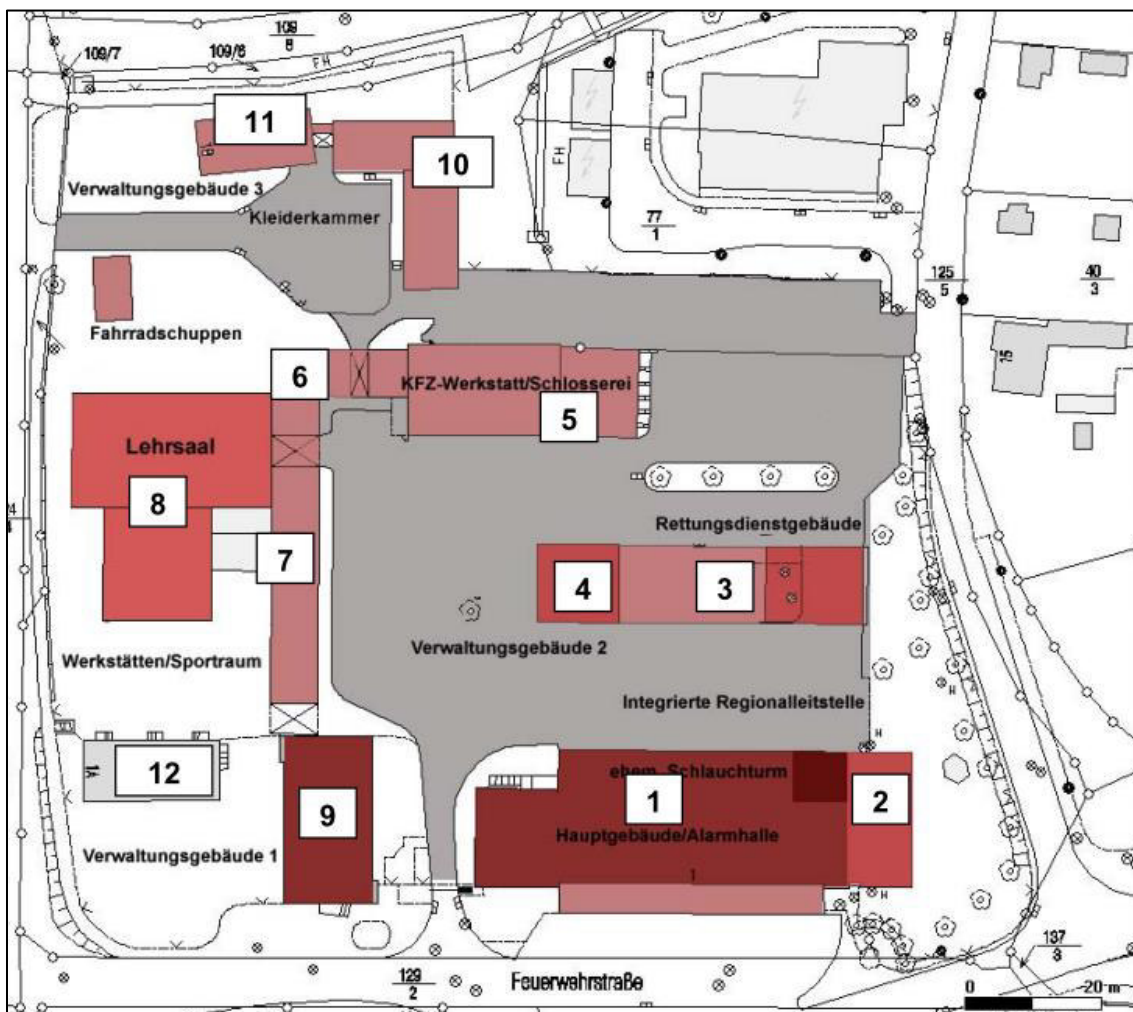 109
8
109/7
109/6
FH
11
10
Verwaltungsgebäude 3
Kleiderkammer
FH
77
1
125
5
40
3
15
Fahrradschuppen
6
KFZ-Werkstatt/Schlosserei
5
Lehrsaal
8
7
Rettungsdienstgebäude
4
3
Verwaltungsgebäude 2
Werkstätten/Sportraum
Integrierte Regionalleitstelle
H
H
1A
12
ehem. Schlauchturm
1
2
9
Hauptgebäude/Alarmhalle
Verwaltungsgebäude 1
1
H
137
3
129
2
Feuerwehrstraße
0
20 m